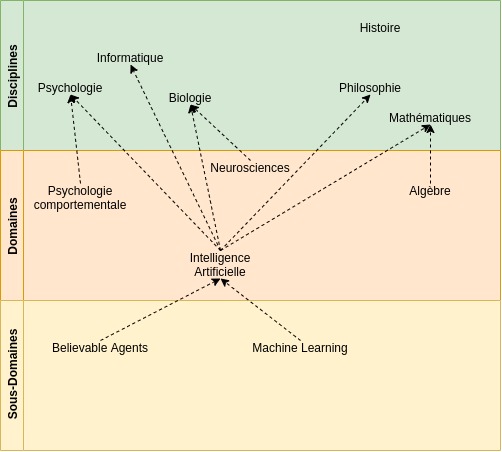 Disciplines
Histoire
Informatique
Psychologie
Biologie
Philosophie
Mathématiques
Domaines
Neurosciences
Psychologie
comportementale
Algebre
Intelligence
Artificielle
Sous-Domaines
Believable Agents
Machine Learning